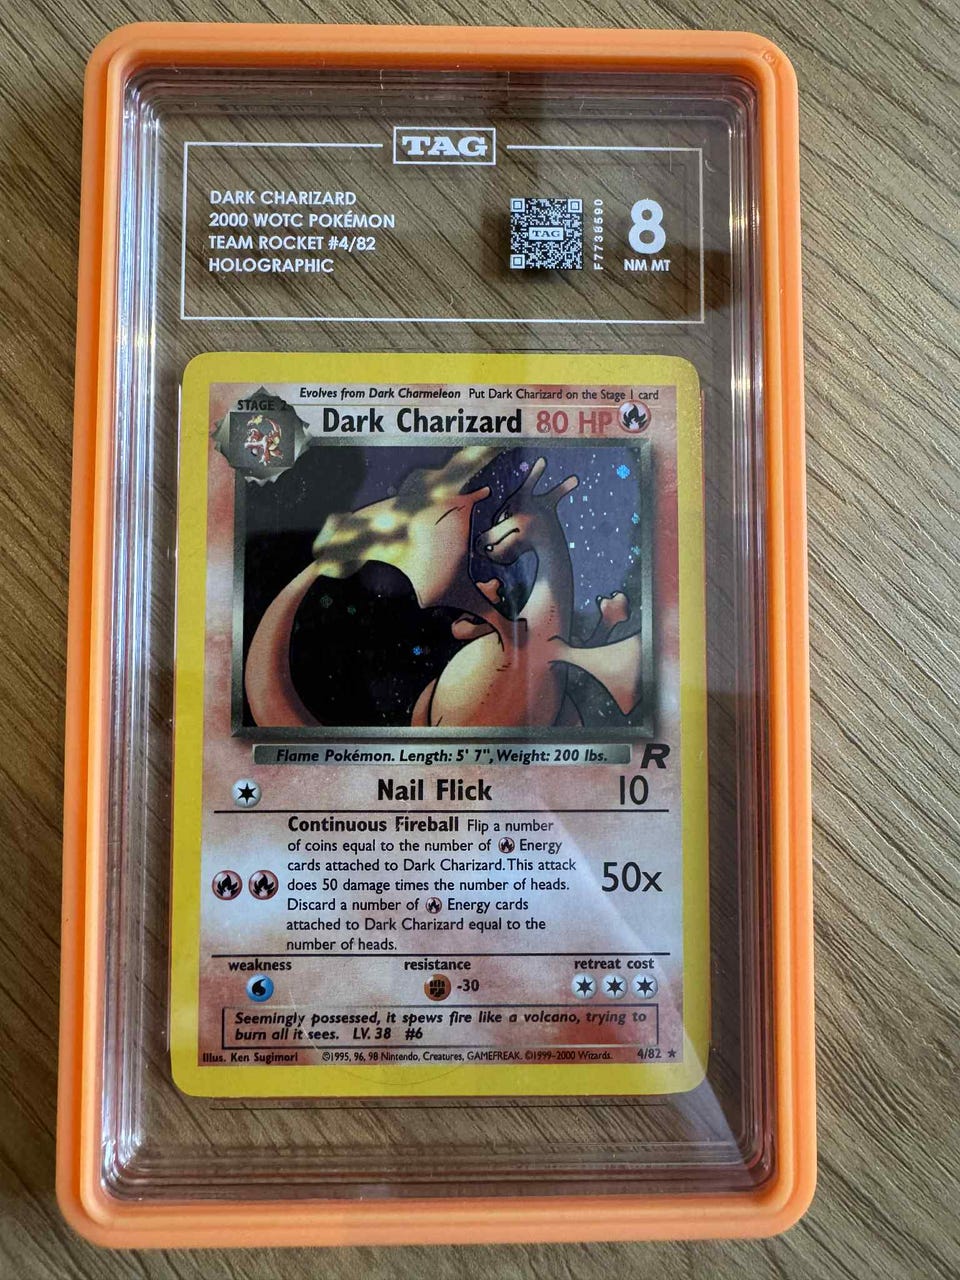 TAG
DARK CHARIZARD
2000 WOTC POKÉMON
TEAM ROCKET #4/82
HOLOGRAPHIC
TAG
F7738590
8
NM MT
Evolves from Dark Charmeleon Put Dark Charizard on the Stage 1 card
STAGE 2
Dark Charizard 80 HP
Flame Pokémon. Length: 5' 7", Weight: 200 lbs.
R
Nail Flick 10
Continuous Fireball Flip a number
of coins equal to the number of Energy
cards attached to Dark Charizard. This attack
does 50 damage times the number of heads.
Discard a number of Energy cards
attached to Dark Charizard equal to the
number of heads.
50x
weakness resistance retreat cost
-30
Seemingly possessed, it spews fire like a volcano, trying to
burn all it sees. LV. 38 #6
Illus. Ken Sugimori ©1995, 96, 98 Nintendo, Creatures, GAMEFREAK. ©1999-2000 Wizards. 4/82 ★